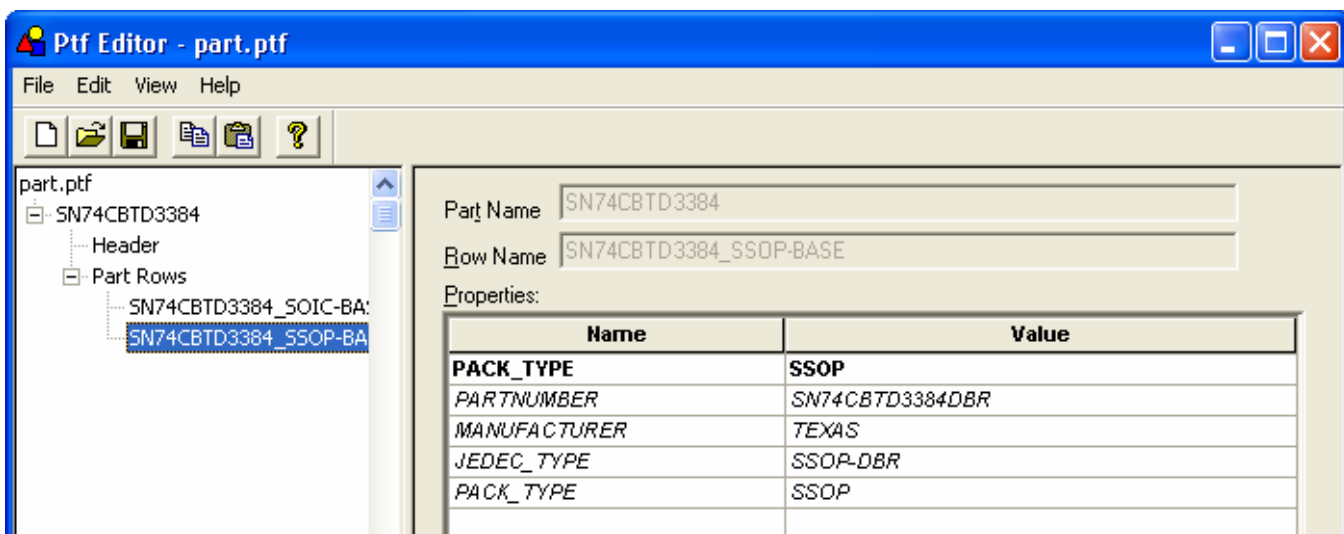 Ptf Editor - part.ptf
File Edit View Help
part.ptf
SN74CBTD3384
Header
Part Rows
SN74CBTD3384_SOIC-BA
SN74CBTD3384_SSOP-BA
Part Name SN74CBTD3384
Row Name SN74CBTD3384_SSOP-BASE
Properties:
Name Value
PACK_TYPE SSOP
PARTNUMBER SN74CBTD3384DBR
MANUFACTURER TEXAS
JEDEC_TYPE SSOP-DBR
PACK_TYPE SSOP